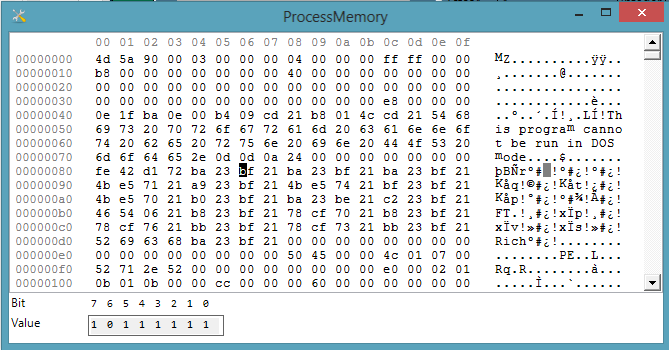 ProcessMemory
00 01 02 03 04 05 06 07 08 09 0a 0b 0c 0d 0e 0f
00000000 4d 5a 90 00 03 00 00 00 04 00 00 00 ff ff 00 00 MZ..........ÿÿ..
00000010 b8 00 00 00 00 00 00 00 40 00 00 00 00 00 00 00 ¸.......@.......
00000020 00 00 00 00 00 00 00 00 00 00 00 00 00 00 00 00 ................
00000030 00 00 00 00 00 00 00 00 00 00 00 00 e8 00 00 00 ............è...
00000040 0e 1f ba 0e 00 b4 09 cd 21 b8 01 4c cd 21 54 68 ..º..´.Í!¸.LÍ!Th
00000050 69 73 20 70 72 6f 67 72 61 6d 20 63 61 6e 6e 6f is program canno
00000060 74 20 62 65 20 72 75 6e 20 69 6e 20 44 4f 53 20 t be run in DOS
00000070 6d 6f 64 65 2e 0d 0d 0a 24 00 00 00 00 00 00 00 mode....$.......
00000080 fe 42 d1 72 ba 23 bf 21 ba 23 bf 21 ba 23 bf 21 þBÑrº# !º#¿!º#¿!
00000090 4b e5 71 21 a9 23 bf 21 4b e5 74 21 bf 23 bf 21 Kåq!©#¿!Kåt!¿#¿!
000000a0 4b e5 70 21 b0 23 bf 21 ba 23 be 21 c2 23 bf 21 Kåp!°#¿!º#¾!Â#¿!
000000b0 46 54 06 21 b8 23 bf 21 78 cf 70 21 b8 23 bf 21 FT.!¸#¿!xÏp!¸#¿!
000000c0 78 cf 76 21 bb 23 bf 21 78 cf 73 21 bb 23 bf 21 xÏv!»#¿!xÏs!»#¿!
000000d0 52 69 63 68 ba 23 bf 21 00 00 00 00 00 00 00 00 Richº#¿!........
000000e0 00 00 00 00 00 00 00 00 50 45 00 00 4c 01 07 00 ........PE..L...
000000f0 52 71 2e 52 00 00 00 00 00 00 00 00 e0 00 02 01 Rq.R........à...
00000100 0b 01 0b 00 00 cc 00 00 00 60 00 00 00 00 00 00 .....Ì...`......
Bit 7 6 5 4 3 2 1 0
Value 1 0 1 1 1 1 1 1